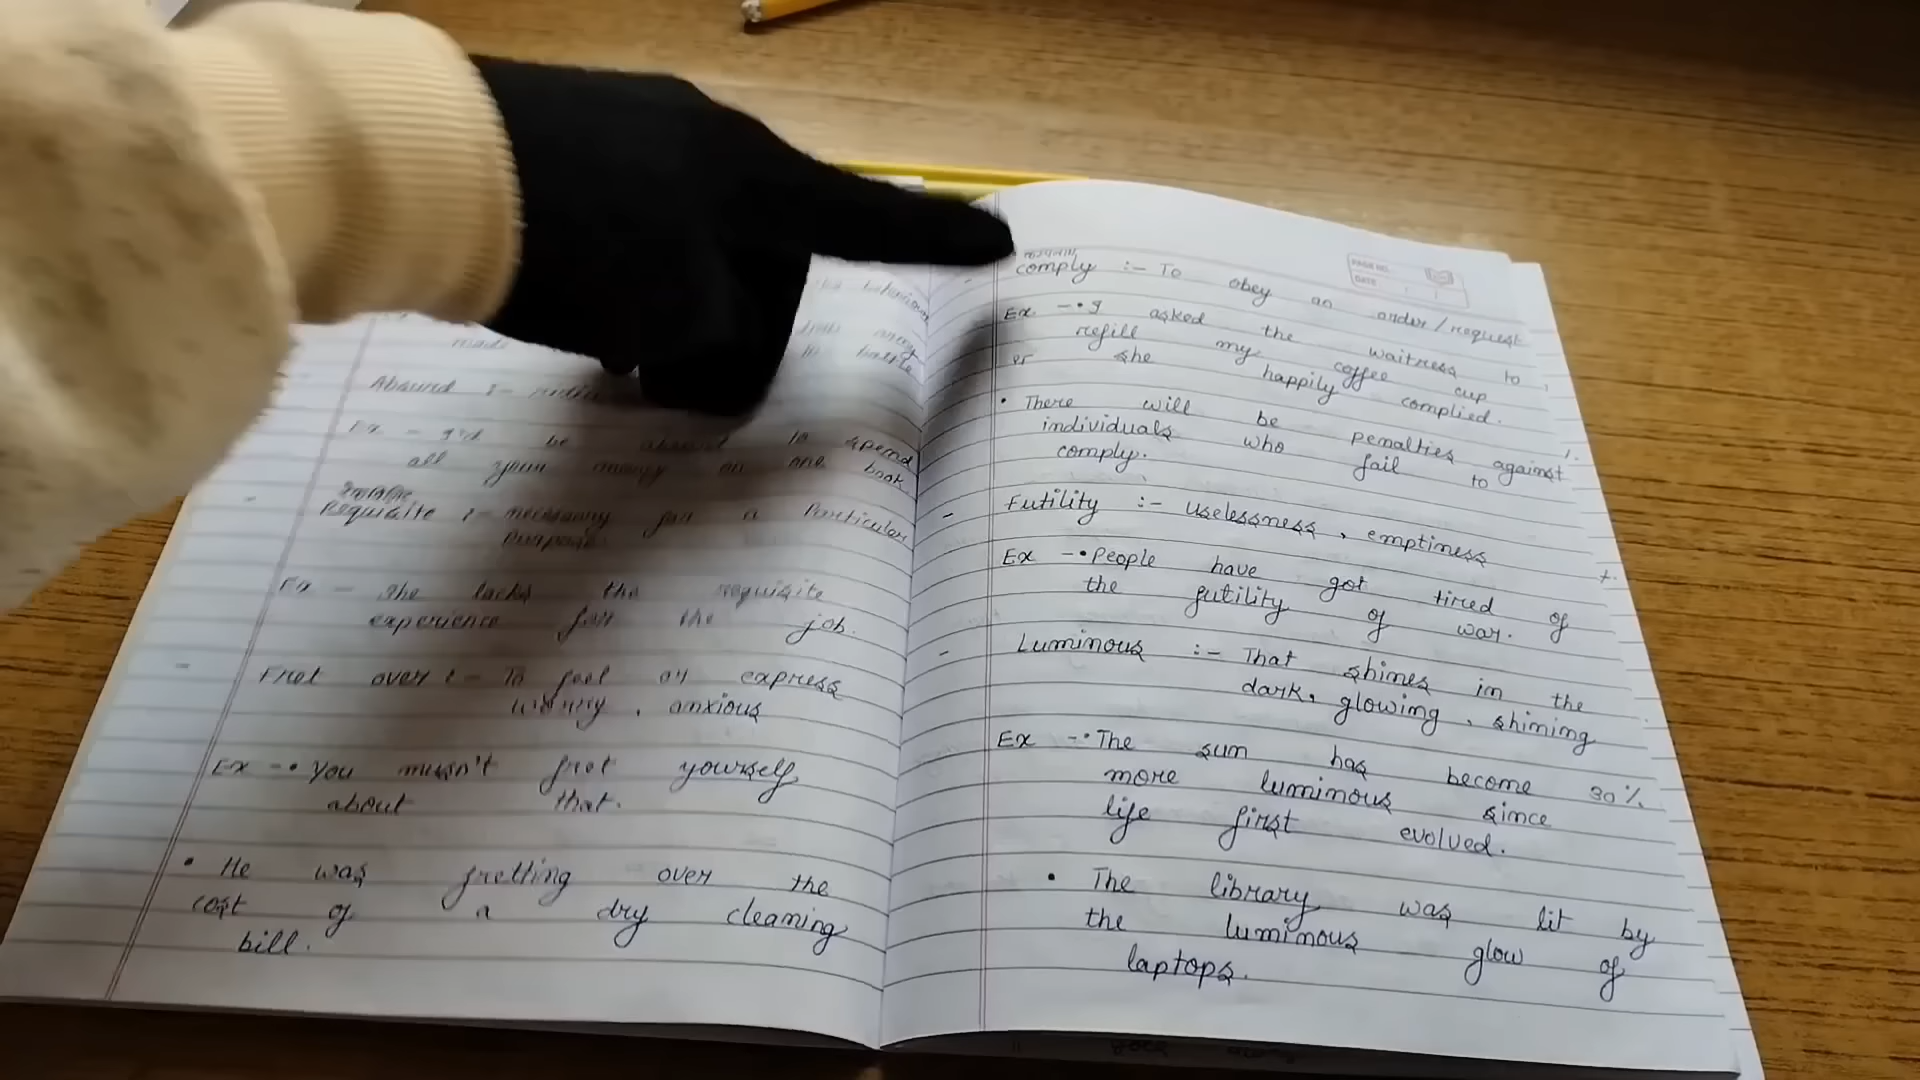 made
Absurd :-
Ex - I'd be absurd to spend
all your money on one book
Requisite :- necessary for a Particular
Purpose.
Ex - She lacks the requisite
experience for the job.
Fret over :- To feel or express
worry, anxious
Ex - • You musn't fret yourself
about that.
• He was fretting over the
cost of a dry cleaning
bill.
PAGE NO.
DATE
comply :- To obey an order/request
Ex - • I asked the waitress to
refill my coffee cup
she happily complied.
• There will be penalties against
individuals who fail to
comply.
- Futility :- uselessness, emptiness
Ex - • People have got tired of
the futility of war.
- Luminous :- That shines in the
dark, glowing, shining
Ex - • The sun has become 30%
more luminous since
life first evolved.
• The library was lit by
the luminous glow of
laptops.